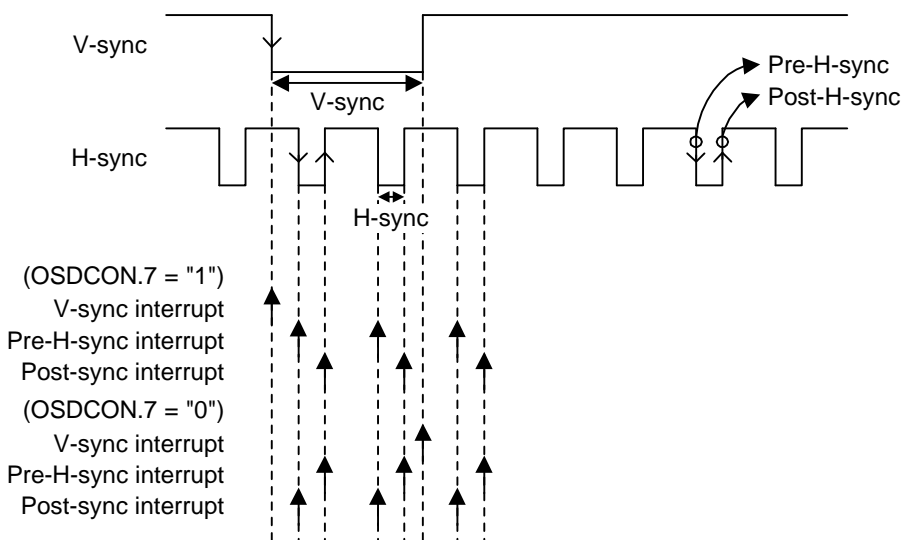 V-sync
Pre-H-sync
Post-H-sync
V-sync
H-sync
H-sync
(OSDCON.7 = "1")
V-sync interrupt
Pre-H-sync interrupt
Post-sync interrupt
(OSDCON.7 = "0")
V-sync interrupt
Pre-H-sync interrupt
Post-sync interrupt